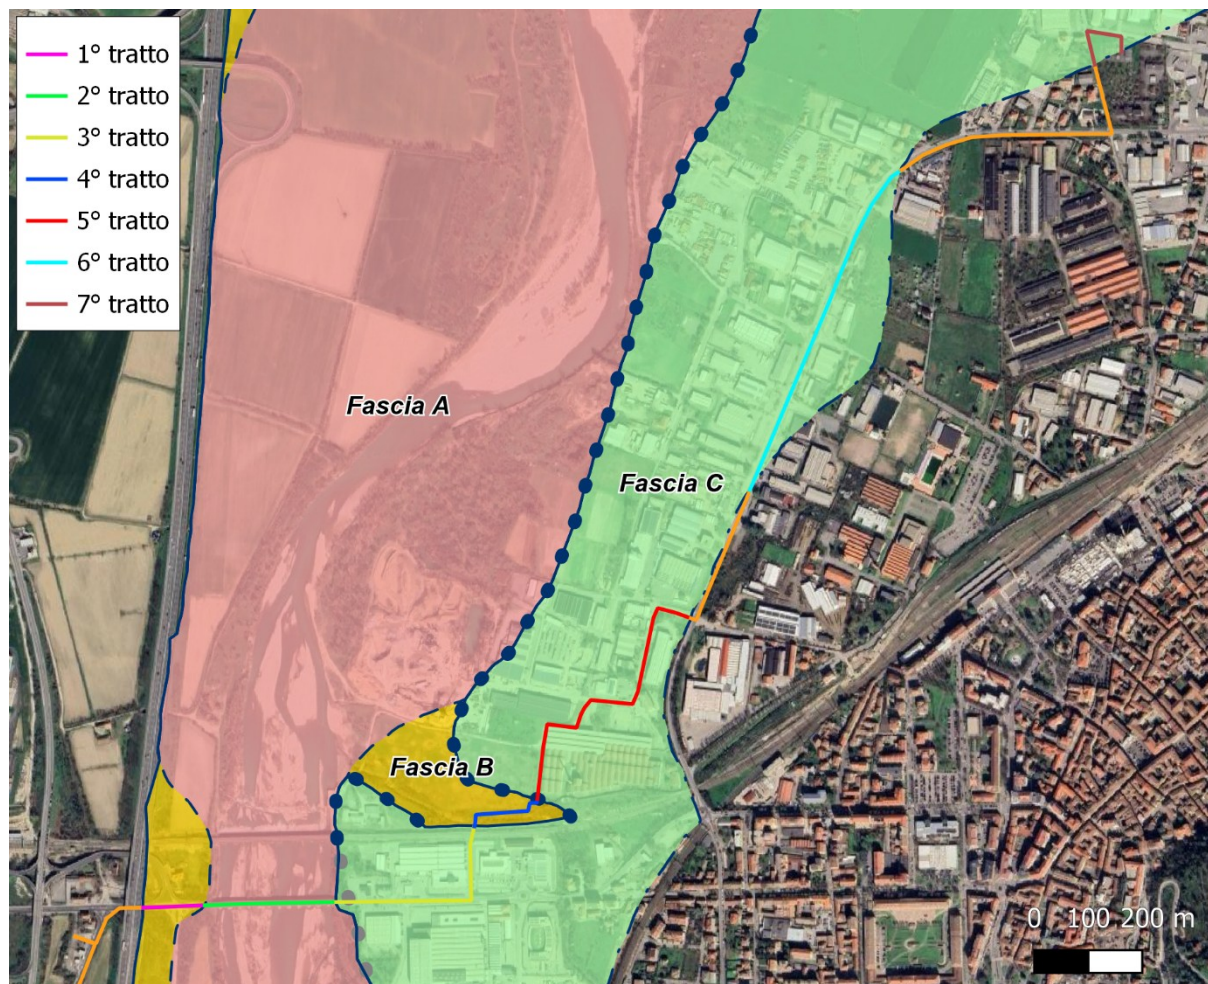 1° tratto
2° tratto
3° tratto
4° tratto
5° tratto
6° tratto
7° tratto
Fascia A
Fascia C
Fascia B
0 100 200 m